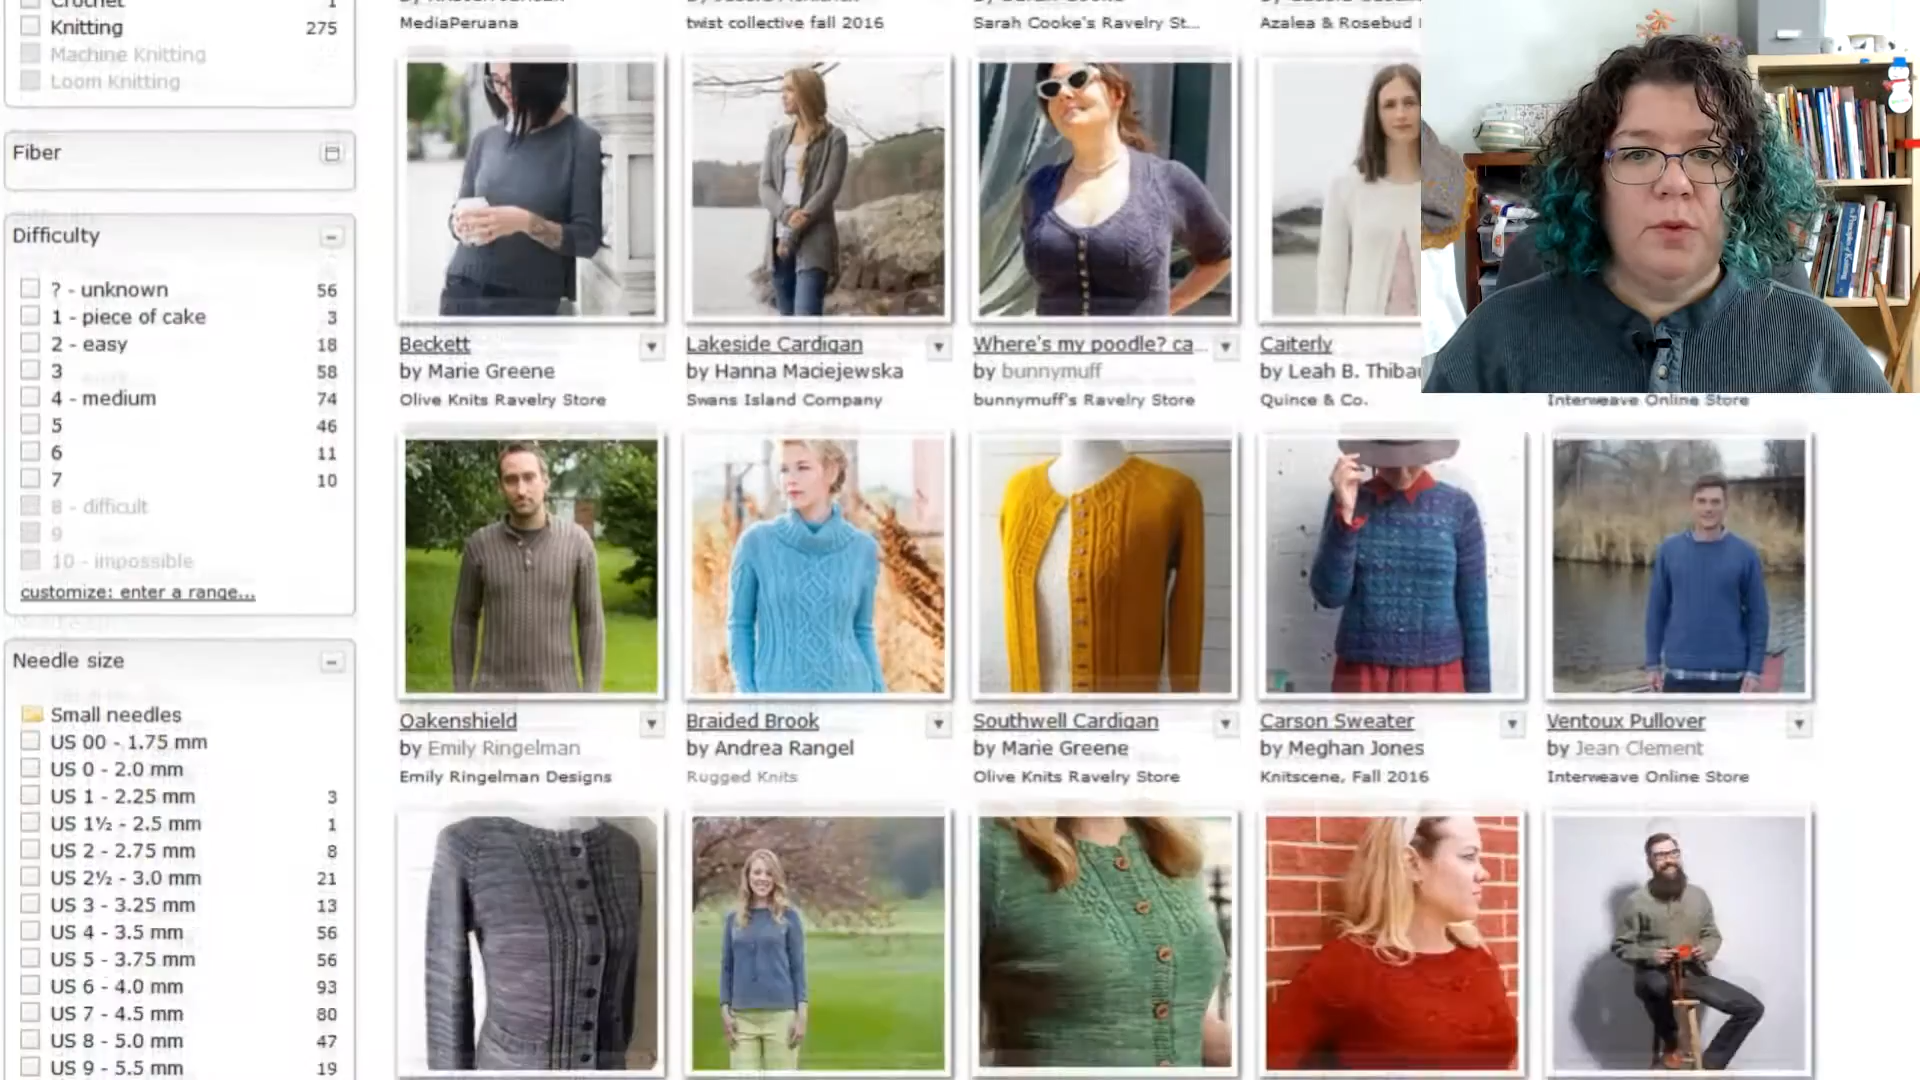 Crochet 1
Knitting 275
Machine Knitting
Loom Knitting
Fiber
Difficulty
? - unknown 56
1 - piece of cake 3
2 - easy 18
3 58
4 - medium 74
5 46
6 11
7 10
8 - difficult
9
10 - impossible
customize: enter a range...
Needle size
Small needles
US 00 - 1.75 mm
US 0 - 2.0 mm
US 1 - 2.25 mm 3
US 1½ - 2.5 mm 1
US 2 - 2.75 mm 8
US 2½ - 3.0 mm 21
US 3 - 3.25 mm 13
US 4 - 3.5 mm 56
US 5 - 3.75 mm 56
US 6 - 4.0 mm 93
US 7 - 4.5 mm 80
US 8 - 5.0 mm 47
US 9 - 5.5 mm 19
MediaPeruana
twist collective fall 2016
Sarah Cooke's Ravelry St...
Azalea & Rosebud
Beckett
by Marie Greene
Olive Knits Ravelry Store
Lakeside Cardigan
by Hanna Maciejewska
Swans Island Company
Where's my poodle? ca...
by bunnymuff
bunnymuff's Ravelry Store
Caiterly
by Leah B. Thibau
Quince & Co.
Interweave Online Store
Oakenshield
by Emily Ringelman
Emily Ringelman Designs
Braided Brook
by Andrea Rangel
Rugged Knits
Southwell Cardigan
by Marie Greene
Olive Knits Ravelry Store
Carson Sweater
by Meghan Jones
Knitscene, Fall 2016
Ventoux Pullover
by Jean Clement
Interweave Online Store